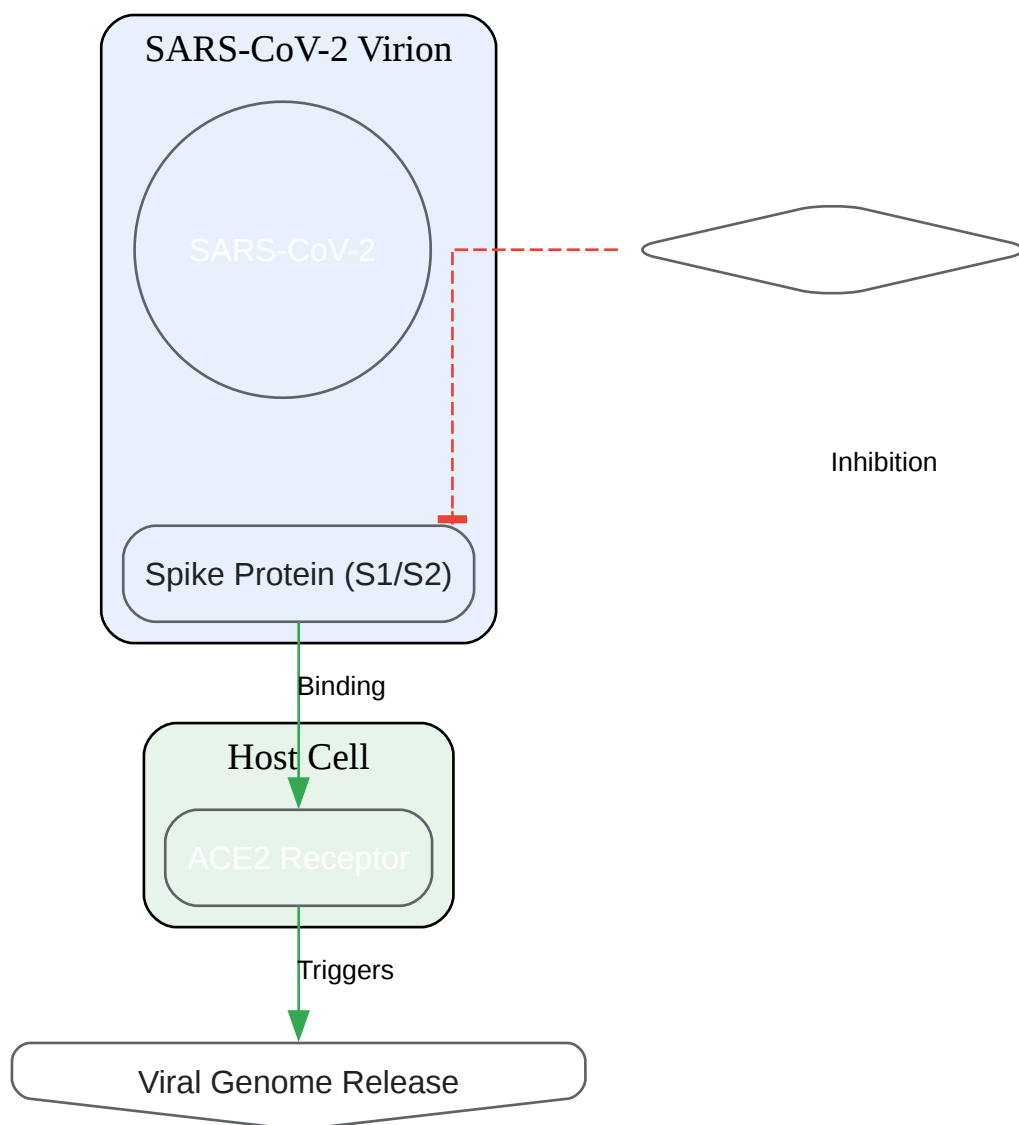 SARS-CoV-2 Virion
SARS-CoV-2
Inhibition
Spike Protein (S1/S2)
Binding
Host Cell
ACE2 Receptor
Triggers
Viral Genome Release